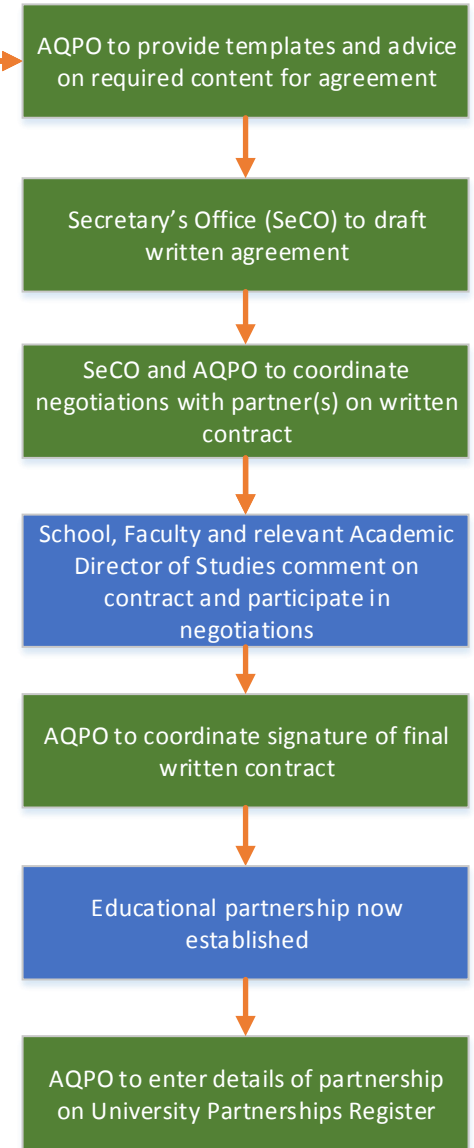 AQPO to provide templates and advice
on required content for agreement
Secretary’s Office (SeCO) to draft
written agreement
SeCO and AQPO to coordinate
negotiations with partner(s) on written
contract
School, Faculty and relevant Academic
Director of Studies comment on
contract and participate in
negotiations
AQPO to coordinate signature of final
written contract
Educational partnership now
established
AQPO to enter details of partnership
on University Partnerships Register